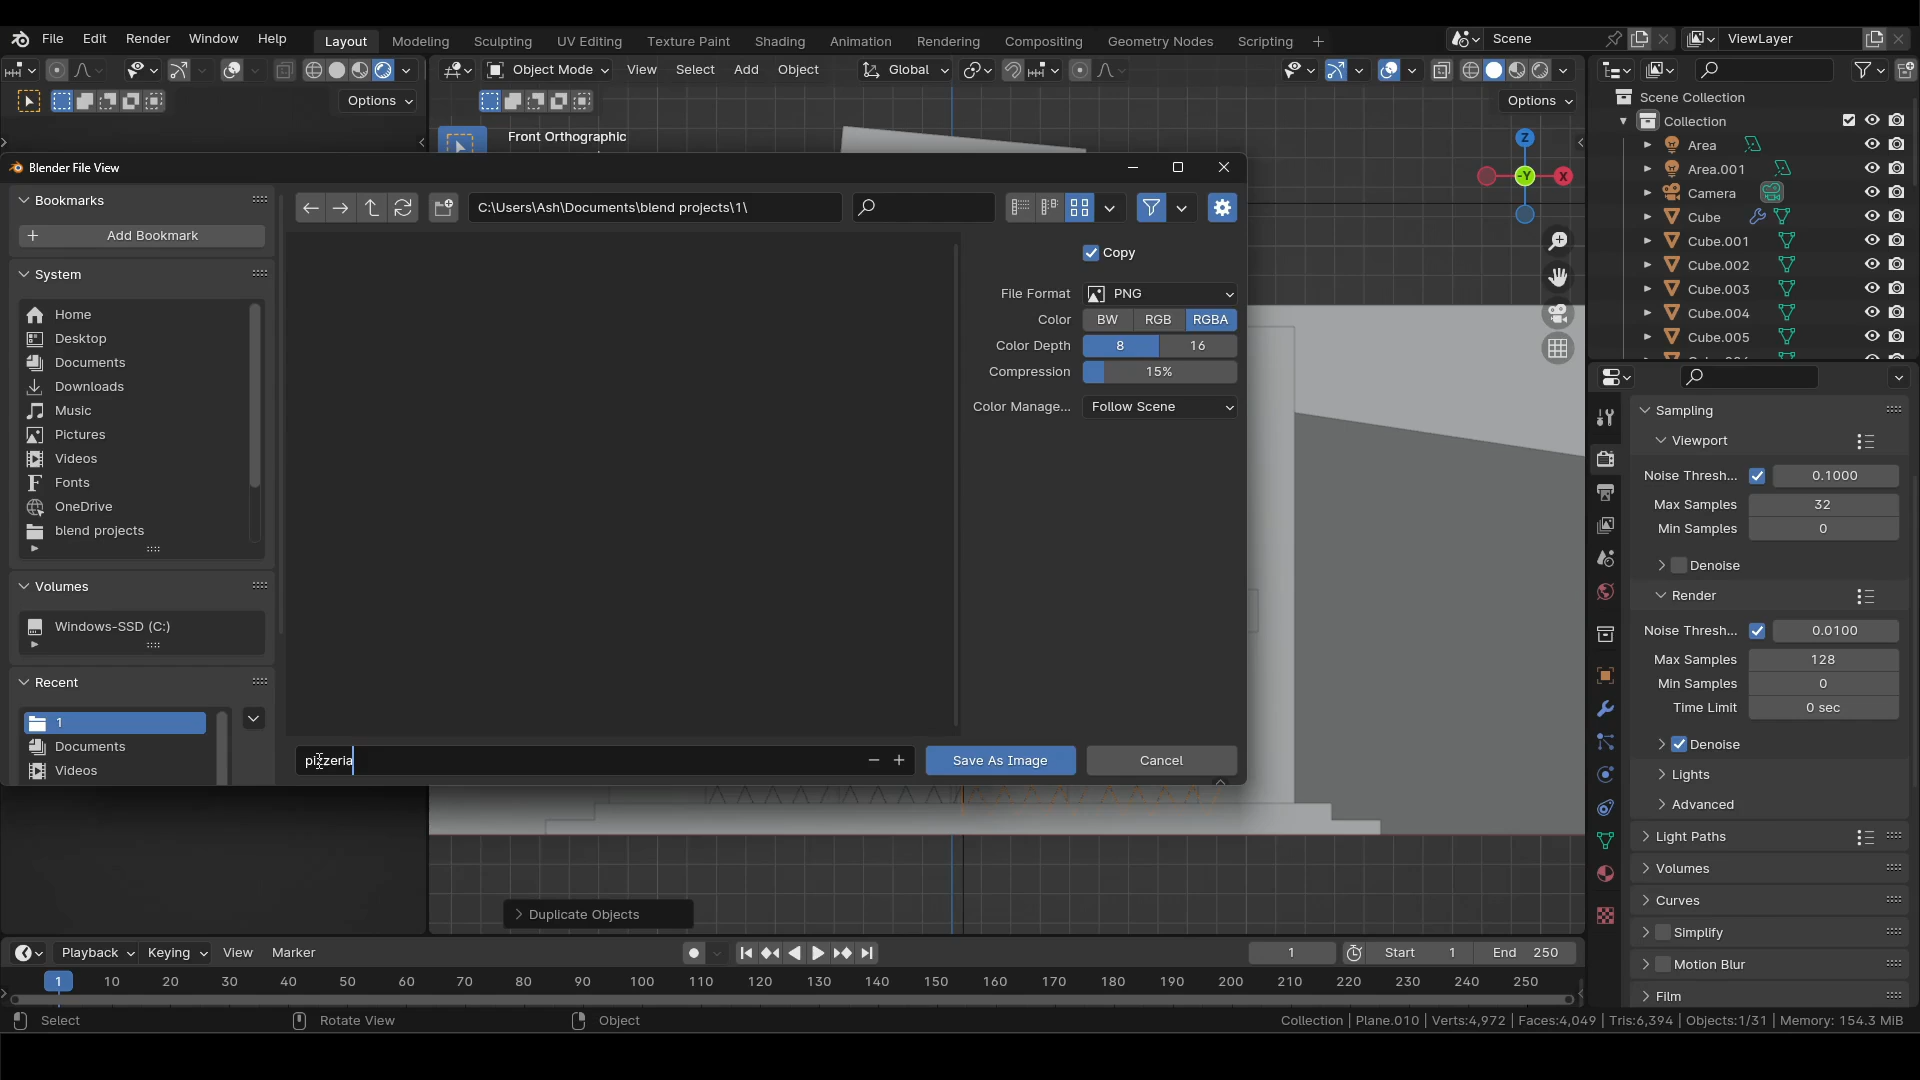 File Edit Render Window Help Layout Modeling Sculpting UV Editing Texture Paint Shading Animation Rendering Compositing Geometry Nodes Scripting + Scene ViewLayer
Object Mode View Select Add Object Global
Options Options
Front Orthographic
Blender File View
Bookmarks
Add Bookmark
System
Home
Desktop
Documents
Downloads
Music
Pictures
Videos
Fonts
OneDrive
blend projects
Volumes
Windows-SSD (C:)
Recent
1
Documents
Videos
C:\Users\Ash\Documents\blend projects\1\
Copy
File Format PNG
Color BW RGB RGBA
Color Depth 8 16
Compression 15%
Color Manage... Follow Scene
pizzeria
Save As Image Cancel
Z
-Y X
Scene Collection
Collection
Area
Area.001
Camera
Cube
Cube.001
Cube.002
Cube.003
Cube.004
Cube.005
Sampling
Viewport
Noise Thresh... 0.1000
Max Samples 32
Min Samples 0
Denoise
Render
Noise Thresh... 0.0100
Max Samples 128
Min Samples 0
Time Limit 0 sec
Denoise
Lights
Advanced
Light Paths
Volumes
Curves
Simplify
Motion Blur
Film
Duplicate Objects
Playback Keying View Marker 1 Start 1 End 250
1 10 20 30 40 50 60 70 80 90 100 110 120 130 140 150 160 170 180 190 200 210 220 230 240 250
Select Rotate View Object Collection | Plane.010 | Verts:4,972 | Faces:4,049 | Tris:6,394 | Objects:1/31 | Memory: 154.3 MiB